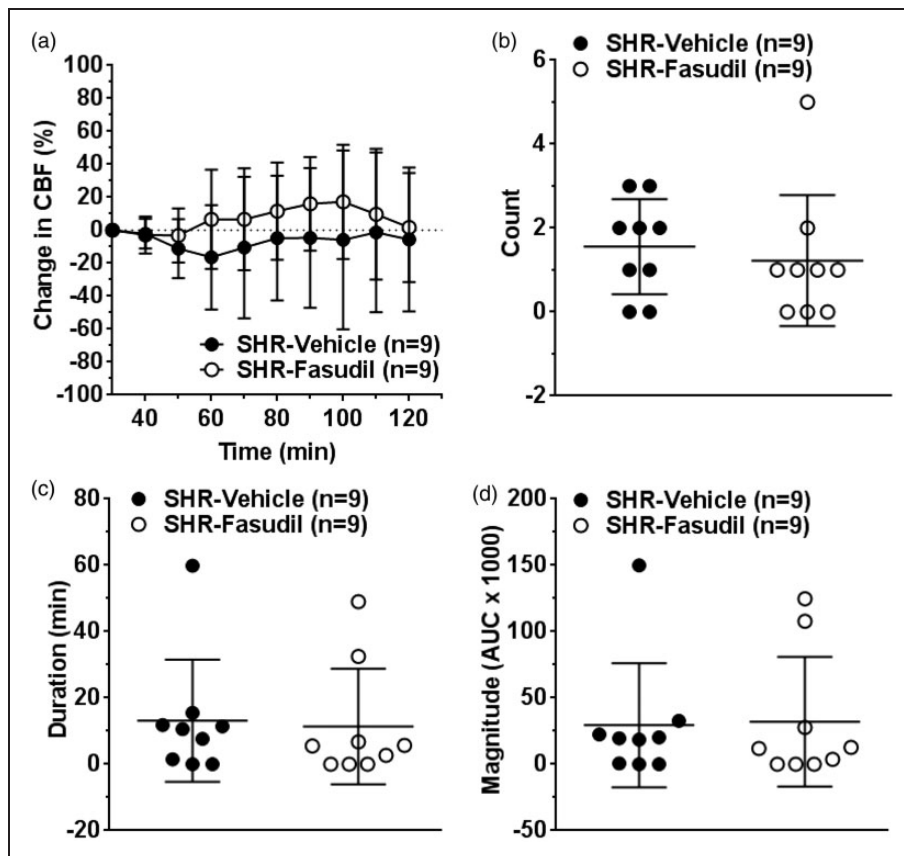 (a)
100
80
60
40
20
0
-20
-40
-60
-80
-100
Change in CBF (%)
SHR-Vehicle (n=9)
SHR-Fasudil (n=9)
40 60 80 100 120
Time (min)
(b)
SHR-Vehicle (n=9)
SHR-Fasudil (n=9)
6
4
2
0
-2
Count
(c)
SHR-Vehicle (n=9)
SHR-Fasudil (n=9)
80
60
40
20
0
-20
Duration (min)
(d)
SHR-Vehicle (n=9)
SHR-Fasudil (n=9)
200
150
100
50
0
-50
Magnitude (AUC x 1000)